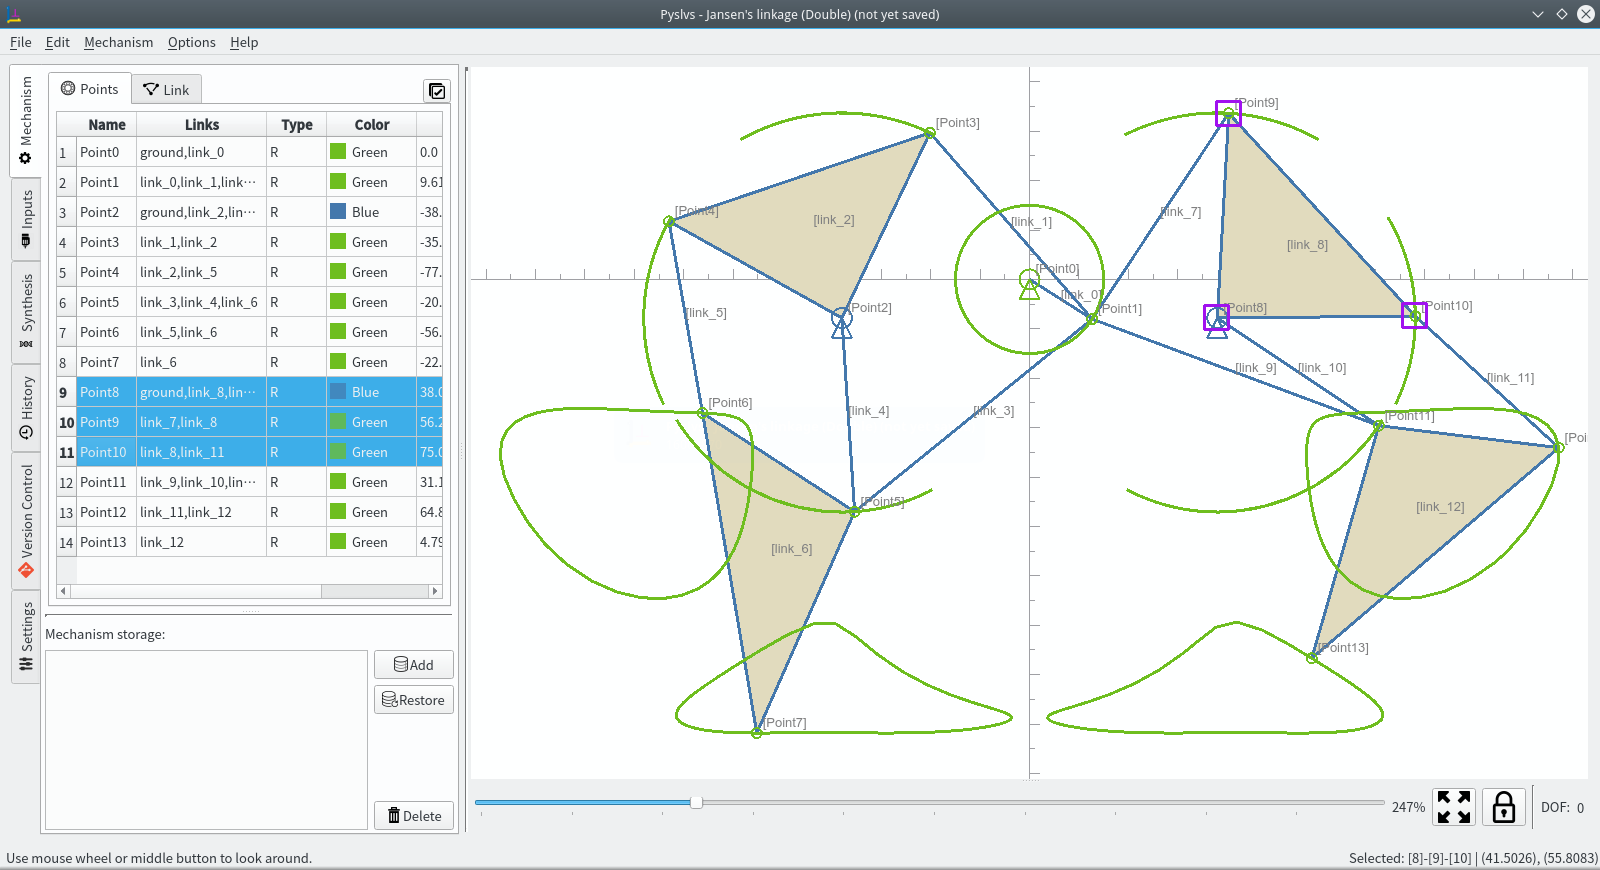 Pyslvs - Jansen's linkage (Double) (not yet saved)
File Edit Mechanism Options Help
Mechanism
Inputs
Synthesis
History
Version Control
Settings
Points Link
Name Links Type Color
1 Point0 ground,link_0 R Green 0.0
2 Point1 link_0,link_1,link··· R Green 9.61
3 Point2 ground,link_2,lin··· R Blue -38.
4 Point3 link_1,link_2 R Green -35.
5 Point4 link_2,link_5 R Green -77.
6 Point5 link_3,link_4,link_6 R Green -20.
7 Point6 link_5,link_6 R Green -56.
8 Point7 link_6 R Green -22.
9 Point8 ground,link_8,lin··· R Blue 38.0
10 Point9 link_7,link_8 R Green 56.2
11 Point10 link_8,link_11 R Green 75.0
12 Point11 link_9,link_10,lin··· R Green 31.1
13 Point12 link_11,link_12 R Green 64.8
14 Point13 link_12 R Green 4.79
Mechanism storage:
Add
Restore
Delete
[Point9]
[Point3]
[Point4]
[link_2]
[link_1]
[link_7]
[link_8]
[Point0]
[link_0]
[Point2]
[Point1]
[Point8]
[Point10]
[link_5]
[link_9]
[link_10]
[link_11]
[Point6]
[link_4]
[link_3]
[Point11]
[Poi
[Point5]
[link_12]
[link_6]
[Point13]
[Point7]
247%
DOF: 0
Use mouse wheel or middle button to look around.
Selected: [8]-[9]-[10] | (41.5026), (55.8083)